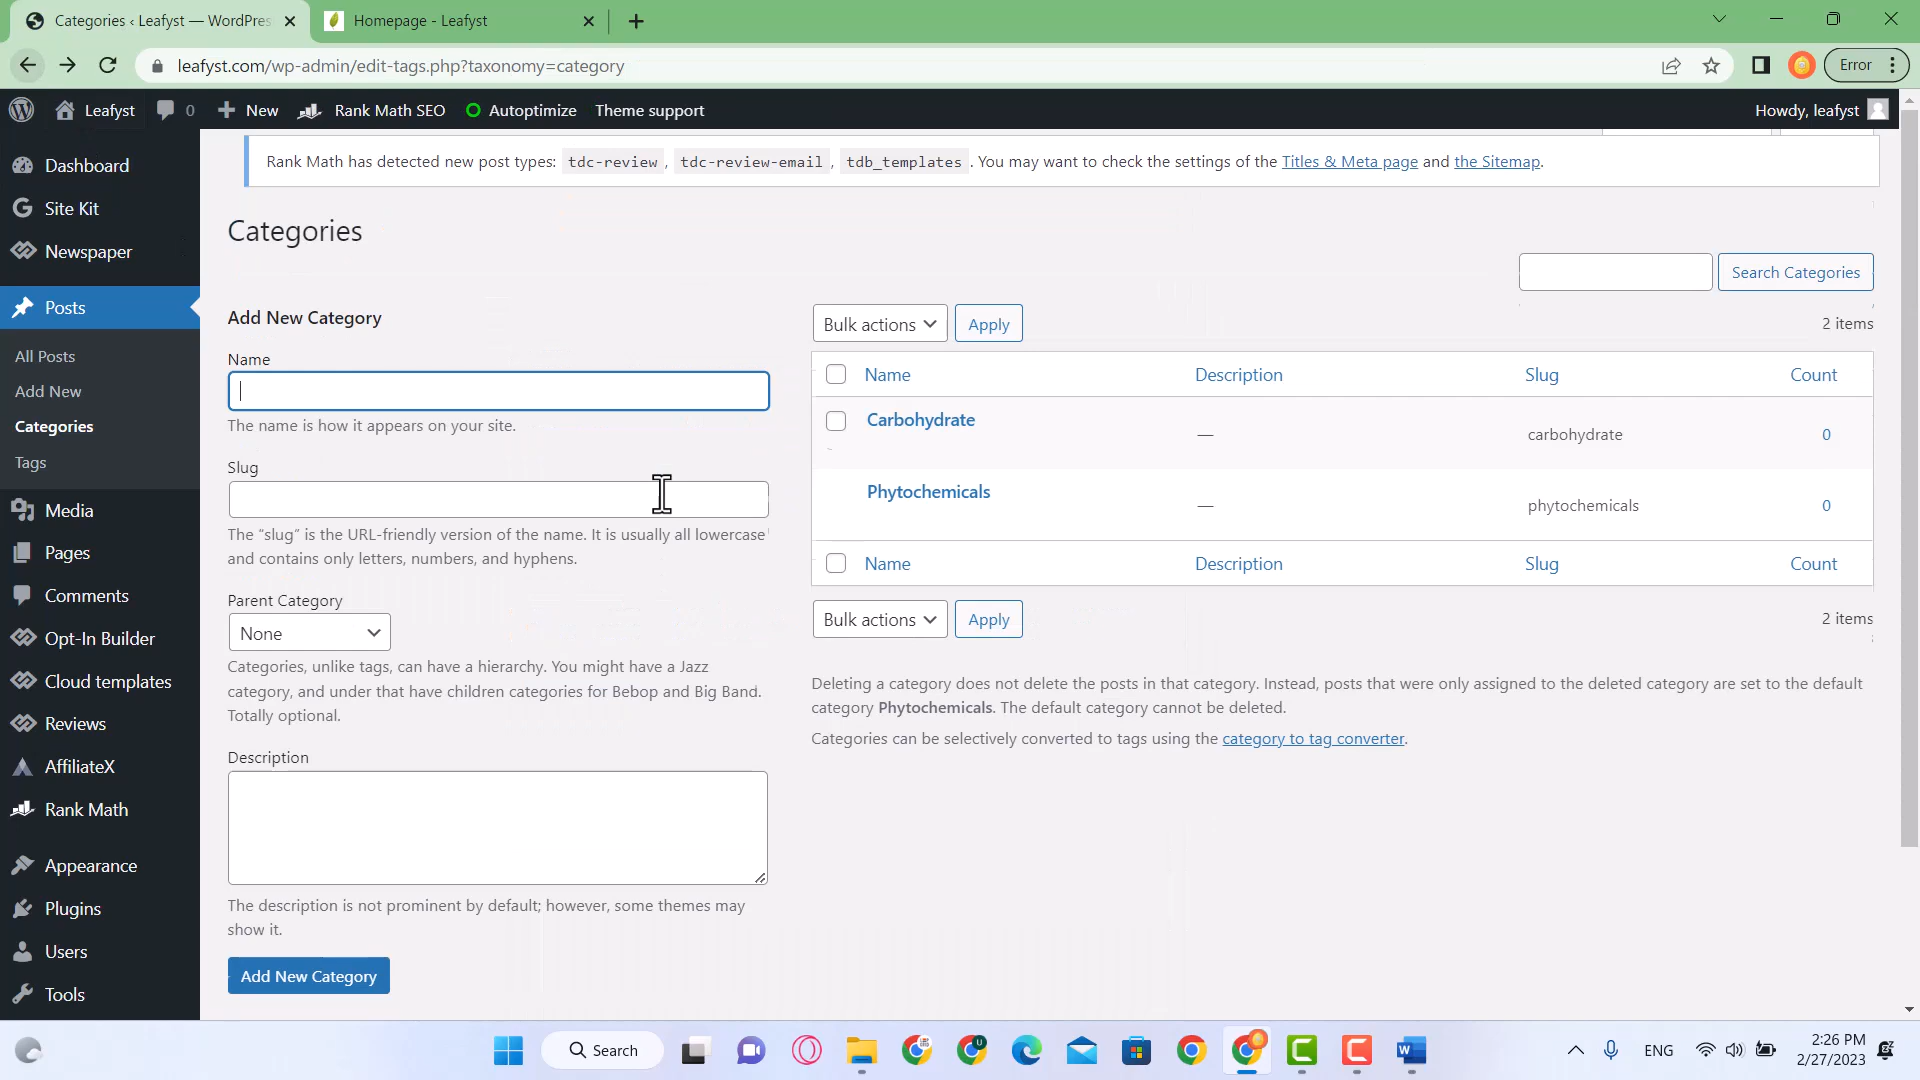 Categories ‹ Leafyst — WordPres
Homepage - Leafyst
leafyst.com/wp-admin/edit-tags.php?taxonomy=category
Error
Leafyst
0
New
Rank Math SEO
Autoptimize
Theme support
Howdy, leafyst
Dashboard
Site Kit
Newspaper
Posts
All Posts
Add New
Categories
Tags
Media
Pages
Comments
Opt-In Builder
Cloud templates
Reviews
AffiliateX
Rank Math
Appearance
Plugins
Users
Tools
Rank Math has detected new post types: tdc-review, tdc-review-email, tdb_templates. You may want to check the settings of the Titles & Meta page and the Sitemap.
Categories
Search Categories
Add New Category
Name
The name is how it appears on your site.
Slug
The “slug” is the URL-friendly version of the name. It is usually all lowercase
and contains only letters, numbers, and hyphens.
Parent Category
None
Categories, unlike tags, can have a hierarchy. You might have a Jazz
category, and under that have children categories for Bebop and Big Band.
Totally optional.
Description
The description is not prominent by default; however, some themes may
show it.
Add New Category
Bulk actions
Apply
2 items
Name Description Slug Count
Carbohydrate — carbohydrate 0
Phytochemicals — phytochemicals 0
Name Description Slug Count
Bulk actions
Apply
2 items
Deleting a category does not delete the posts in that category. Instead, posts that were only assigned to the deleted category are set to the default
category Phytochemicals. The default category cannot be deleted.
Categories can be selectively converted to tags using the category to tag converter.
Search
ENG
2:26 PM
2/27/2023